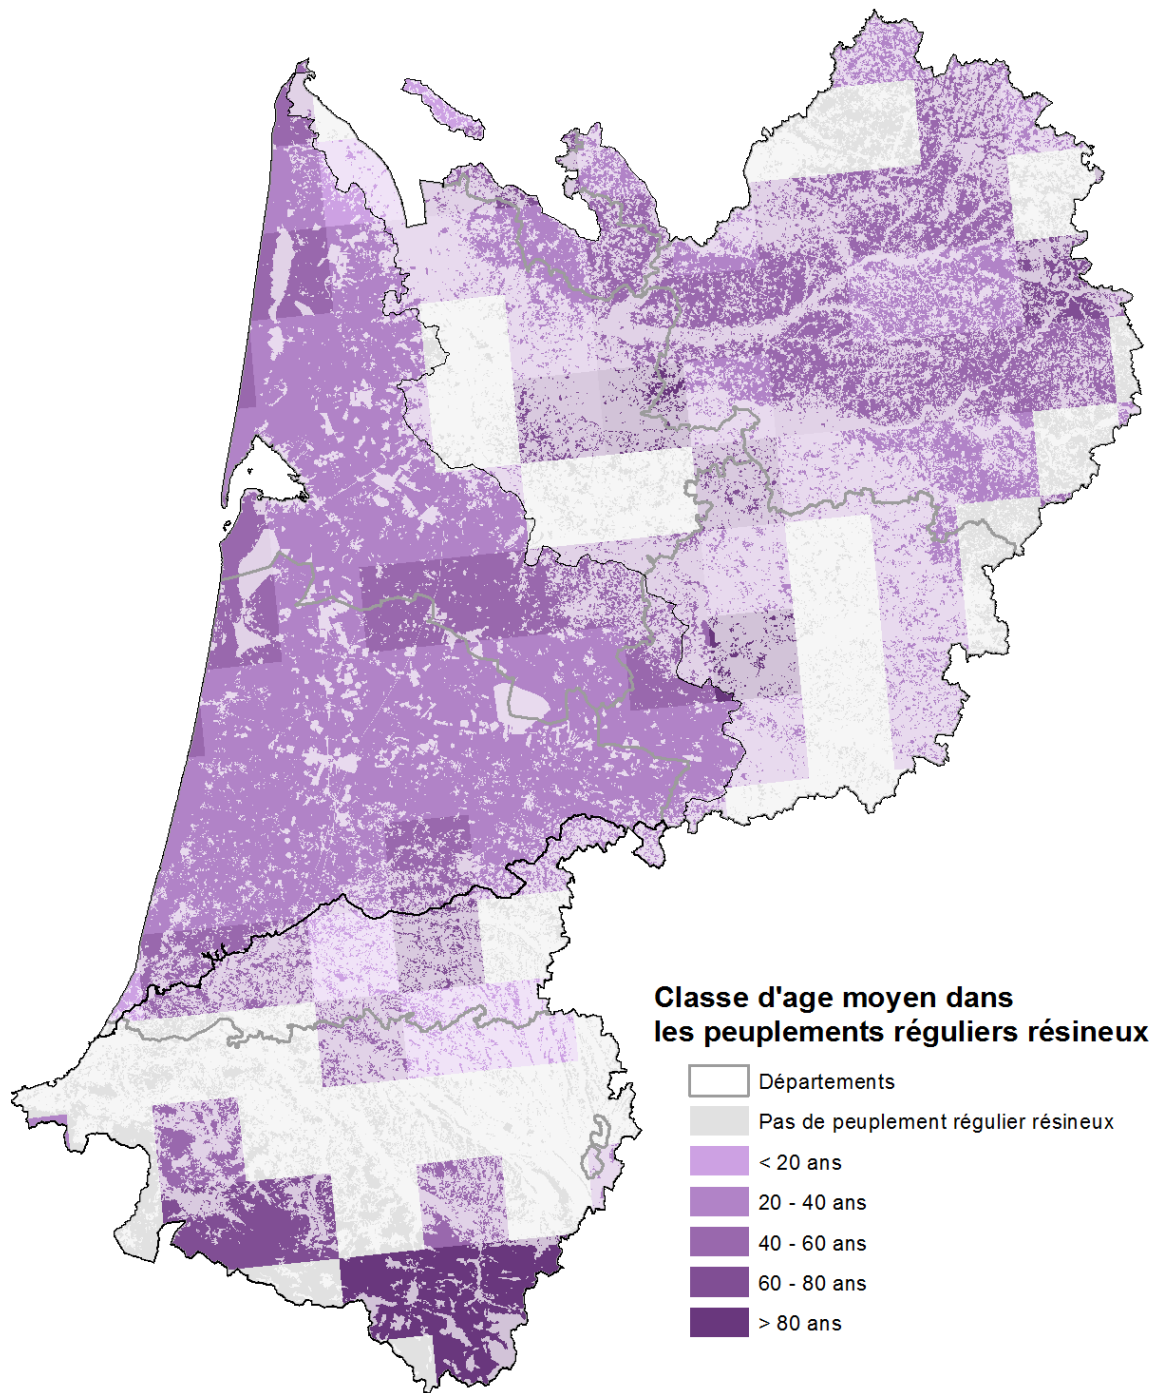 Classe d'age moyen dans
les peuplements réguliers résineux
Départements
Pas de peuplement régulier résineux
< 20 ans
20 - 40 ans
40 - 60 ans
60 - 80 ans
> 80 ans